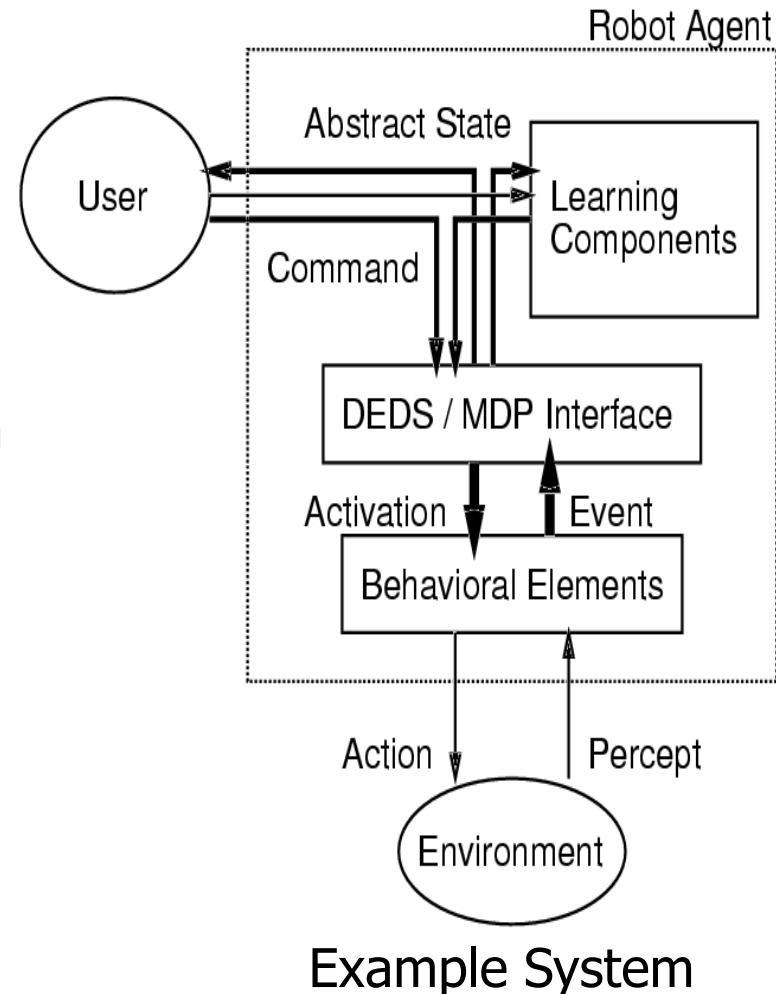 Robot Agent
Abstract State
User
Learning
Components
Command
DEDS / MDP Interface
Activation
Event
Behavioral Elements
Action
Percept
Environment
Example System